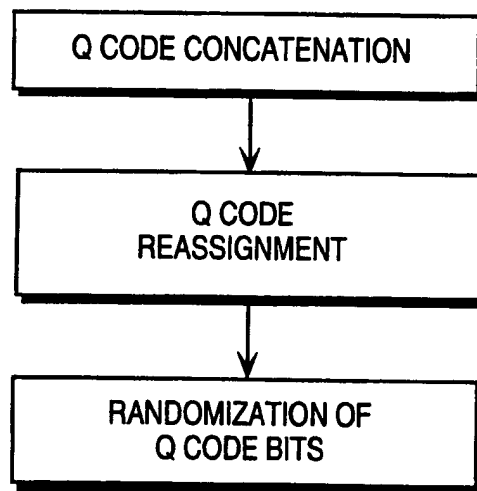 Q CODE CONCATENATION
Q CODE
REASSIGNMENT
RANDOMIZATION OF
Q CODE BITS